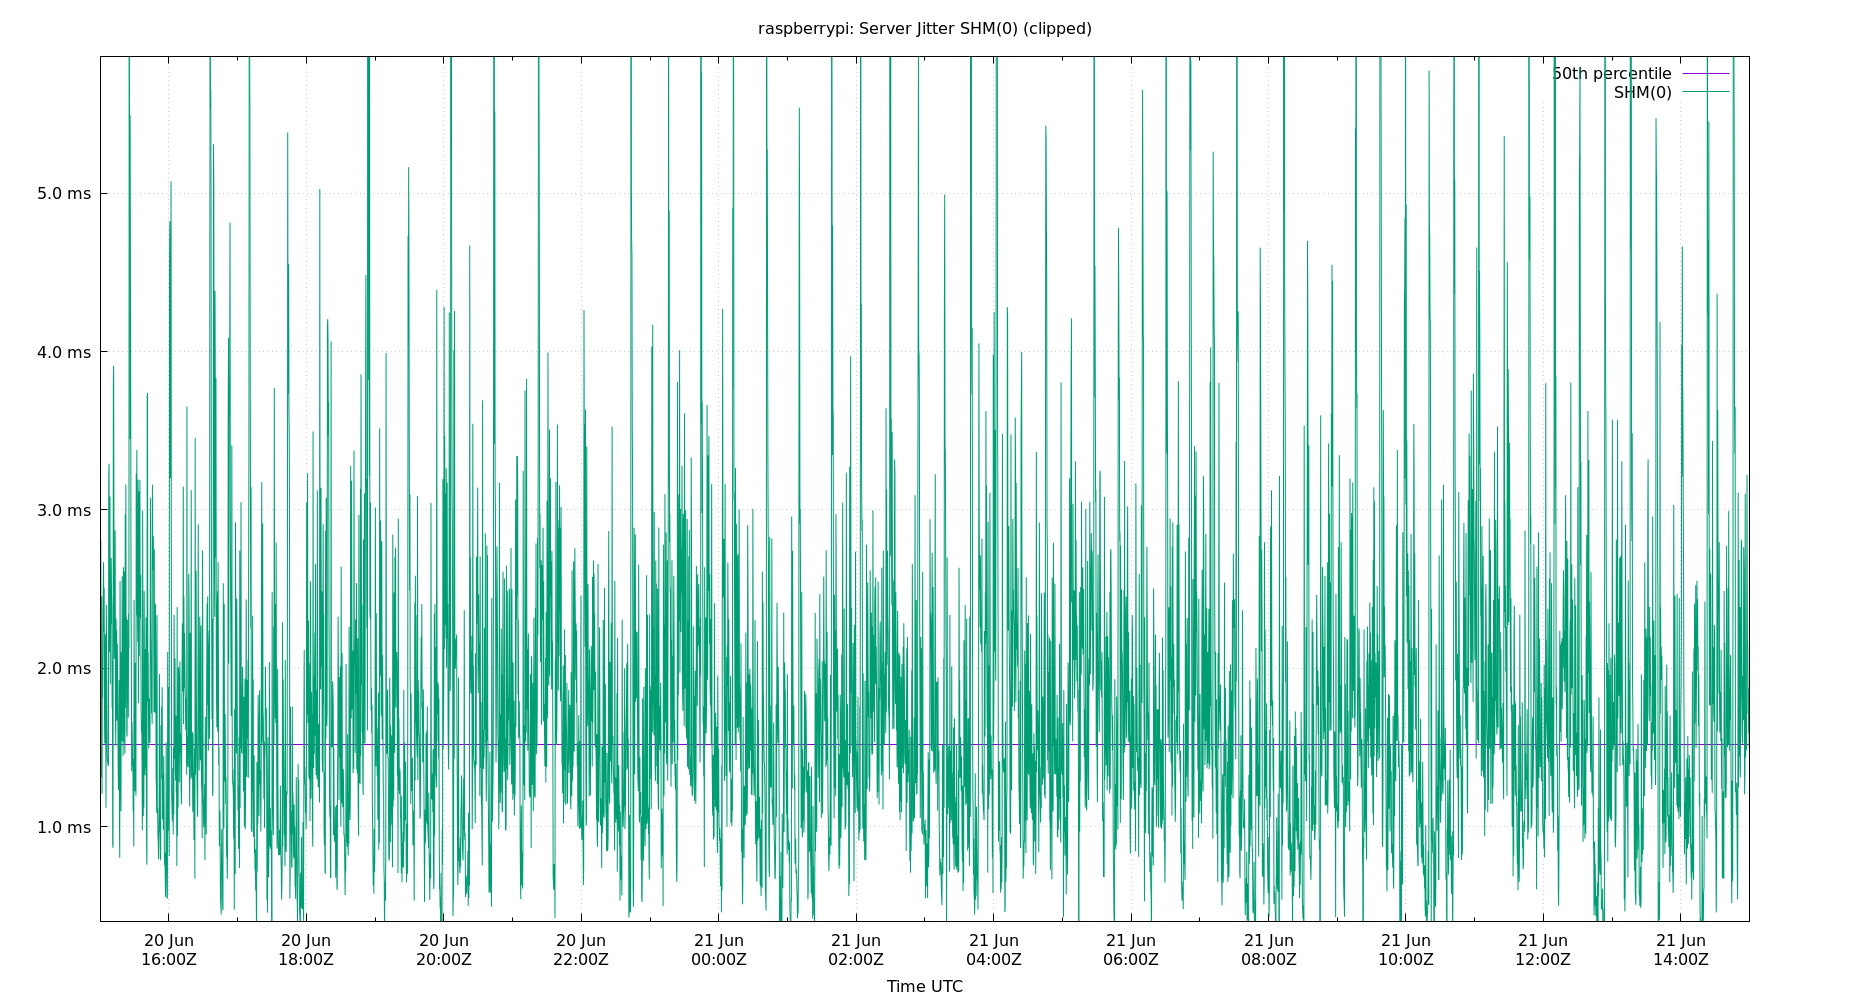 raspberrypi: Server Jitter SHM(0) (clipped)
50th percentile
SHM(0)
5.0 ms
4.0 ms
3.0 ms
2.0 ms
1.0 ms
20 Jun 20 Jun 20 Jun 20 Jun 21 Jun 21 Jun 21 Jun 21 Jun 21 Jun 21 Jun 21 Jun 21 Jun
16:00Z 18:00Z 20:00Z 22:00Z 00:00Z 02:00Z 04:00Z 06:00Z 08:00Z 10:00Z 12:00Z 14:00Z
Time UTC